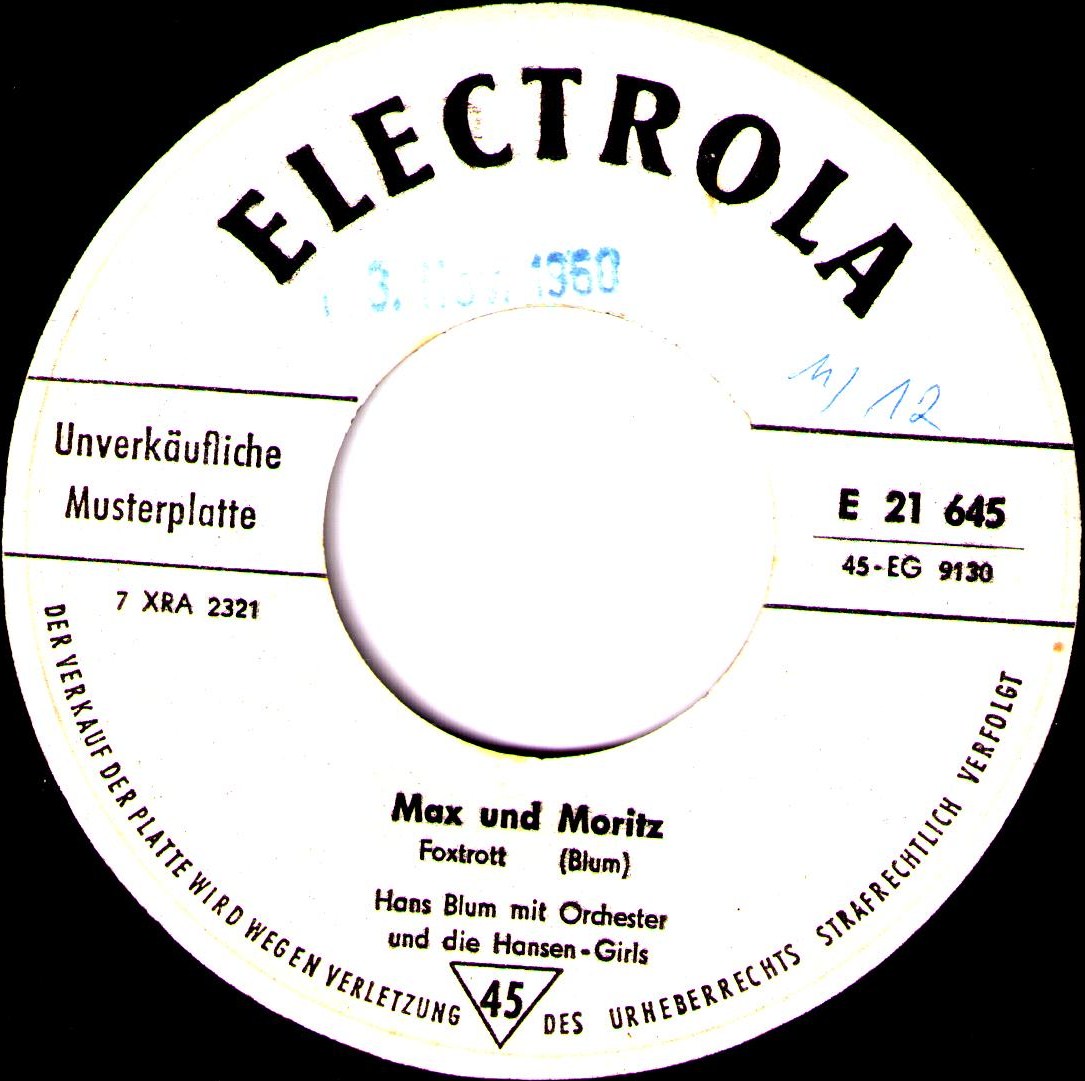 ELECTROLA
3. Nov. 1960
12
Unverkäufliche
Musterplatte
E 21 645
45-EG 9130
7 XRA 2321
Max und Moritz
Foxtrott (Blum)
Hans Blum mit Orchester
und die Hansen-Girls
45
DER VERKAUF DER PLATTE WIRD WEGEN VERLETZUNG DES URHEBERRECHTS STRAFRECHTLICH VERFOLGT